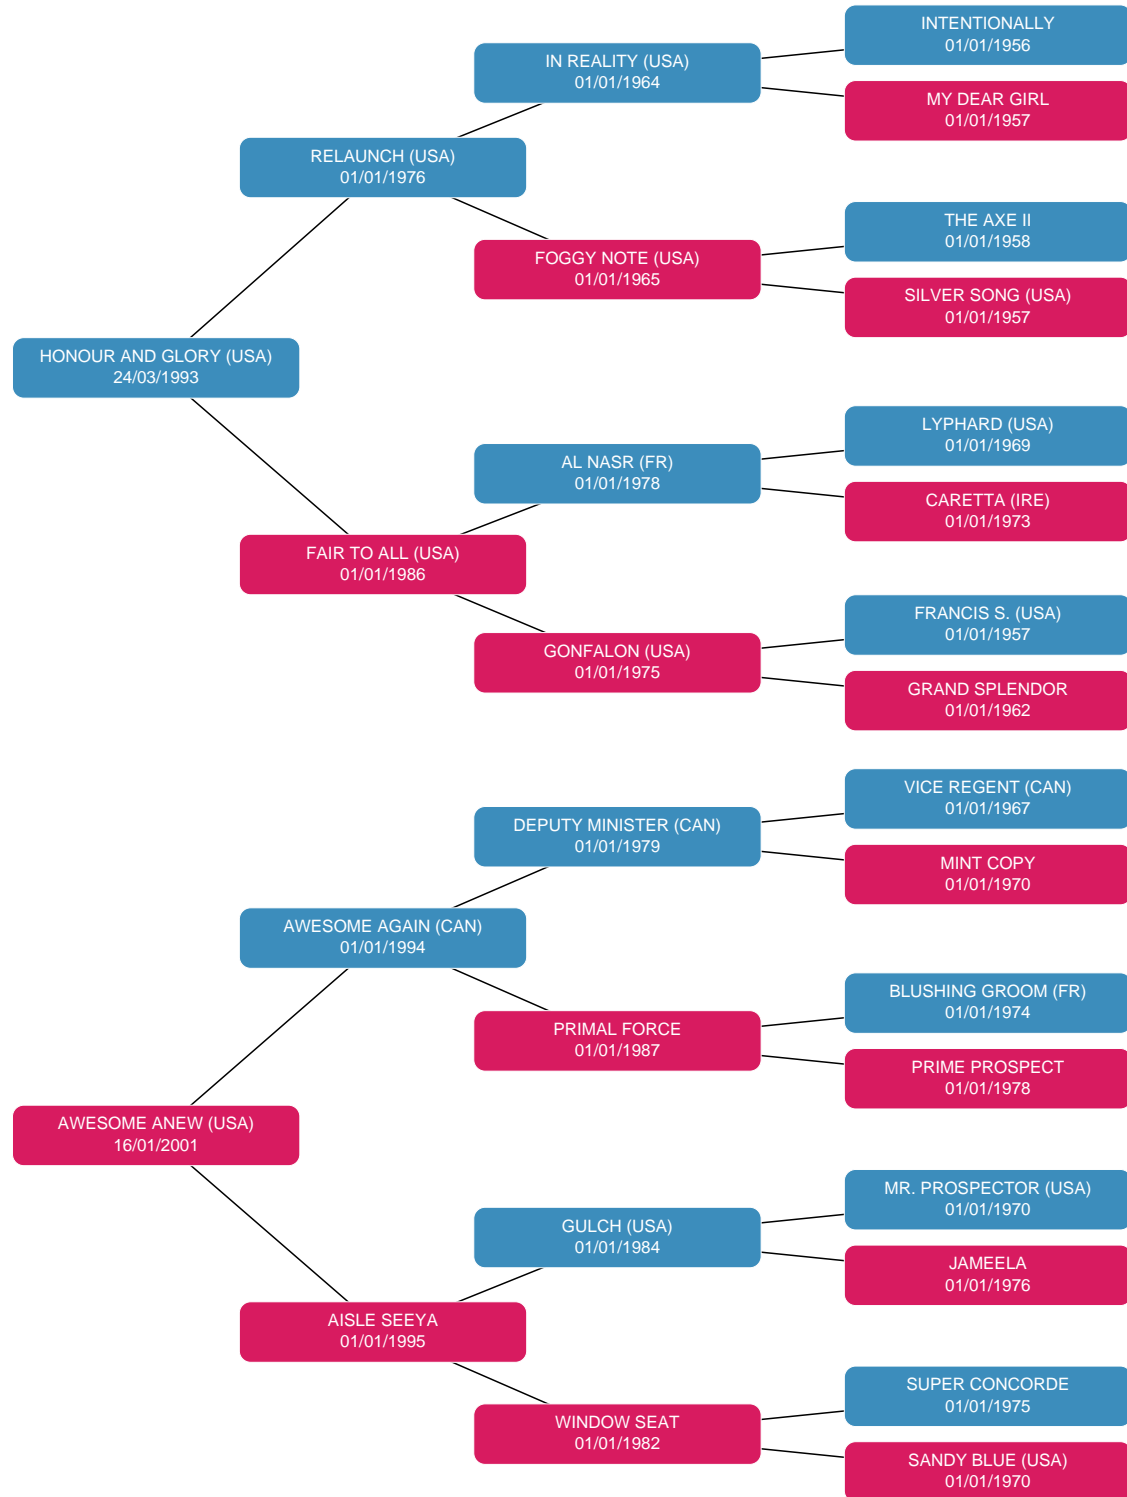 INTENTIONALLY
01/01/1956
IN REALITY (USA)
01/01/1964
MY DEAR GIRL
01/01/1957
RELAUNCH (USA)
01/01/1976
THE AXE II
01/01/1958
FOGGY NOTE (USA)
01/01/1965
SILVER SONG (USA)
01/01/1957
HONOUR AND GLORY (USA)
24/03/1993
LYPHARD (USA)
01/01/1969
AL NASR (FR)
01/01/1978
CARETTA (IRE)
01/01/1973
FAIR TO ALL (USA)
01/01/1986
FRANCIS S. (USA)
01/01/1957
GONFALON (USA)
01/01/1975
GRAND SPLENDOR
01/01/1962
VICE REGENT (CAN)
01/01/1967
DEPUTY MINISTER (CAN)
01/01/1979
MINT COPY
01/01/1970
AWESOME AGAIN (CAN)
01/01/1994
BLUSHING GROOM (FR)
01/01/1974
PRIMAL FORCE
01/01/1987
PRIME PROSPECT
01/01/1978
AWESOME ANEW (USA)
16/01/2001
MR. PROSPECTOR (USA)
01/01/1970
GULCH (USA)
01/01/1984
JAMEELA
01/01/1976
AISLE SEEYA
01/01/1995
SUPER CONCORDE
01/01/1975
WINDOW SEAT
01/01/1982
SANDY BLUE (USA)
01/01/1970